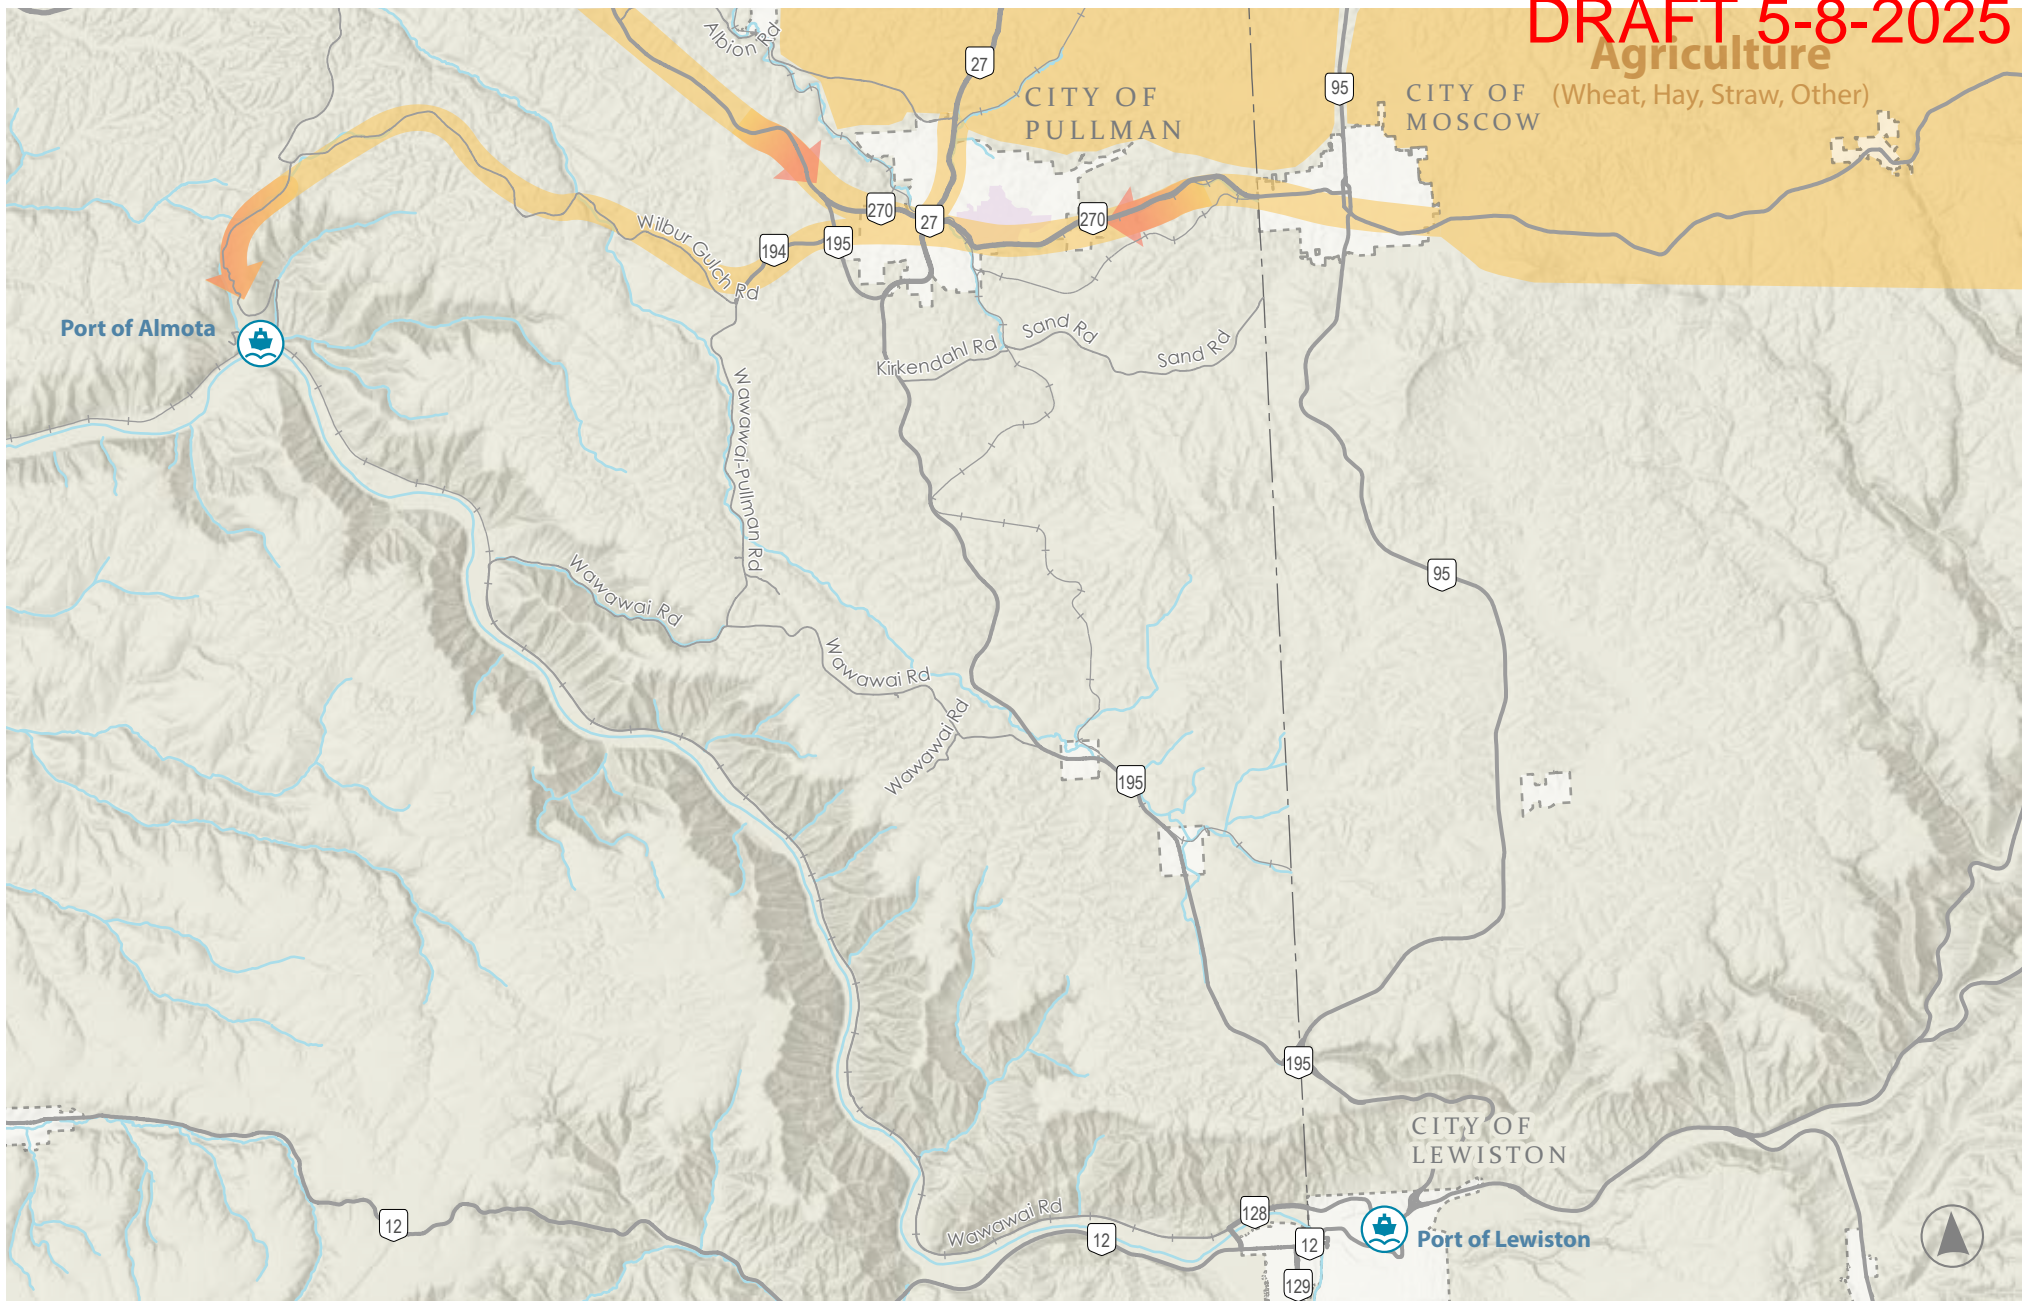 DRAFT 5-8-2025
Agriculture
(Wheat, Hay, Straw, Other)
Albion Rd
27
95
CITY OF
PULLMAN
CITY OF
MOSCOW
270
27
270
194
195
Wilbur Gulch Rd
Port of Almota
Sand Rd
Kirkendahl Rd
Sand Rd
Wawawai-Pullman Rd
95
Wawawai Rd
Wawawai Rd
Wawawai Rd
195
195
CITY OF
LEWISTON
12
Wawawai Rd
12
128
12
129
Port of Lewiston